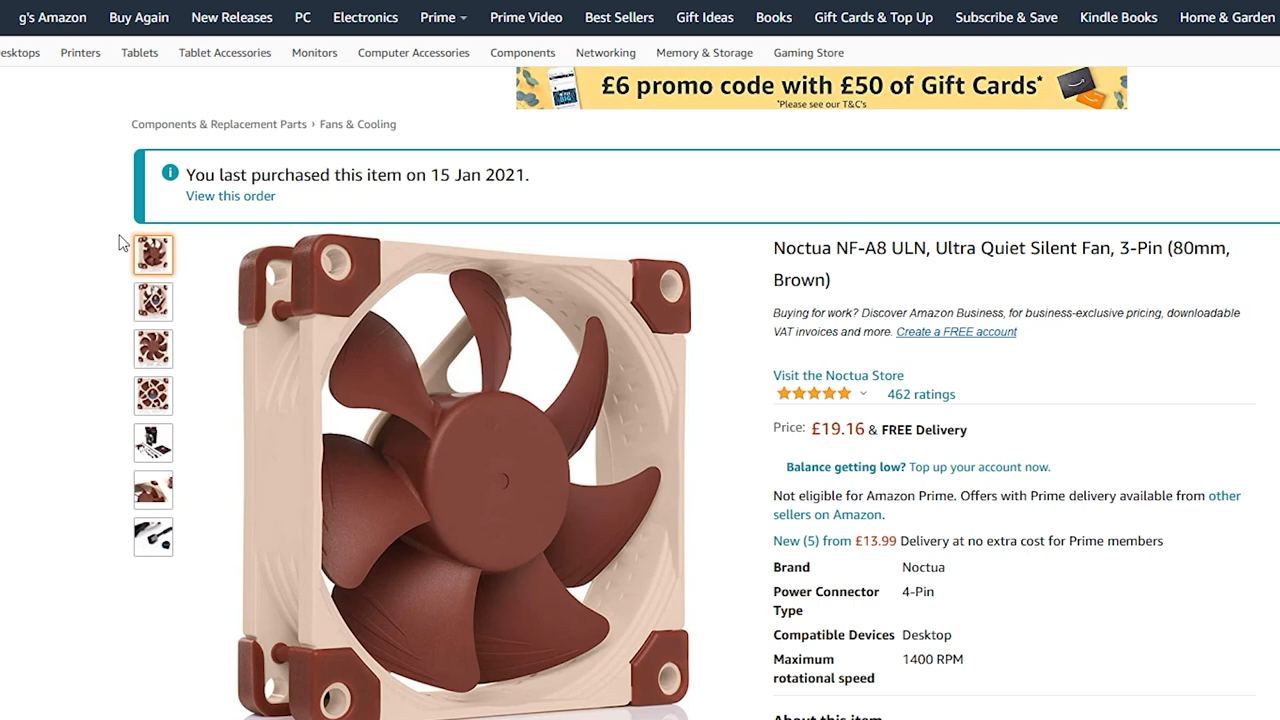 g's Amazon Buy Again New Releases PC Electronics Prime Prime Video Best Sellers Gift Ideas Books Gift Cards & Top Up Subscribe & Save Kindle Books Home & Garden
esktops Printers Tablets Tablet Accessories Monitors Computer Accessories Components Networking Memory & Storage Gaming Store
£6 promo code with £50 of Gift Cards*
*Please see our T&C's
Components & Replacement Parts › Fans & Cooling
You last purchased this item on 15 Jan 2021.
View this order
Noctua NF-A8 ULN, Ultra Quiet Silent Fan, 3-Pin (80mm,
Brown)
Buying for work? Discover Amazon Business, for business-exclusive pricing, downloadable
VAT invoices and more. Create a FREE account
Visit the Noctua Store
462 ratings
Price: £19.16 & FREE Delivery
Balance getting low? Top up your account now.
Not eligible for Amazon Prime. Offers with Prime delivery available from other
sellers on Amazon.
New (5) from £13.99 Delivery at no extra cost for Prime members
Brand Noctua
Power Connector 4-Pin
Type
Compatible Devices Desktop
Maximum 1400 RPM
rotational speed
About this item